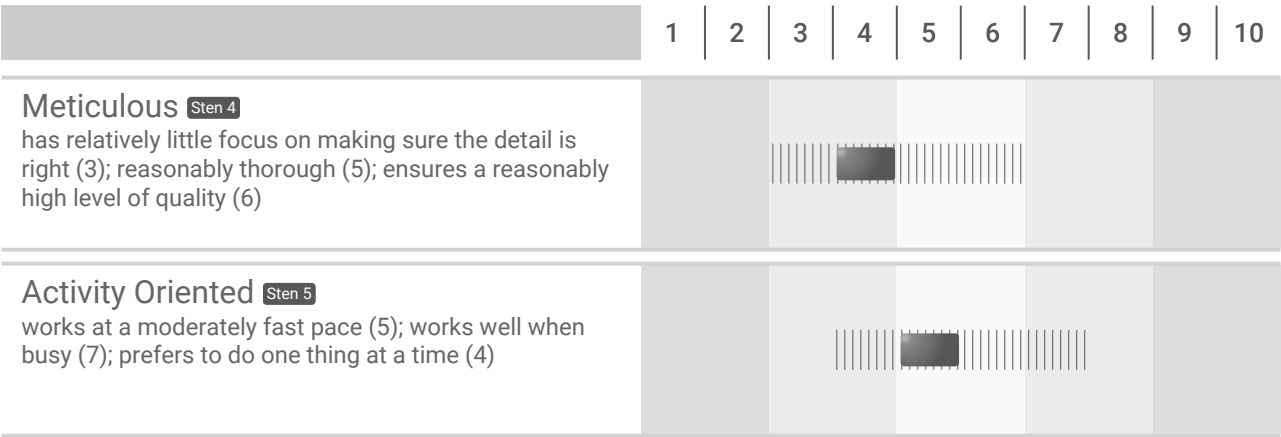 1 2 3 4 5 6 7 8 9 10
Meticulous Sten 4
has relatively little focus on making sure the detail is
right (3); reasonably thorough (5); ensures a reasonably
high level of quality (6)
Activity Oriented Sten 5
works at a moderately fast pace (5); works well when
busy (7); prefers to do one thing at a time (4)